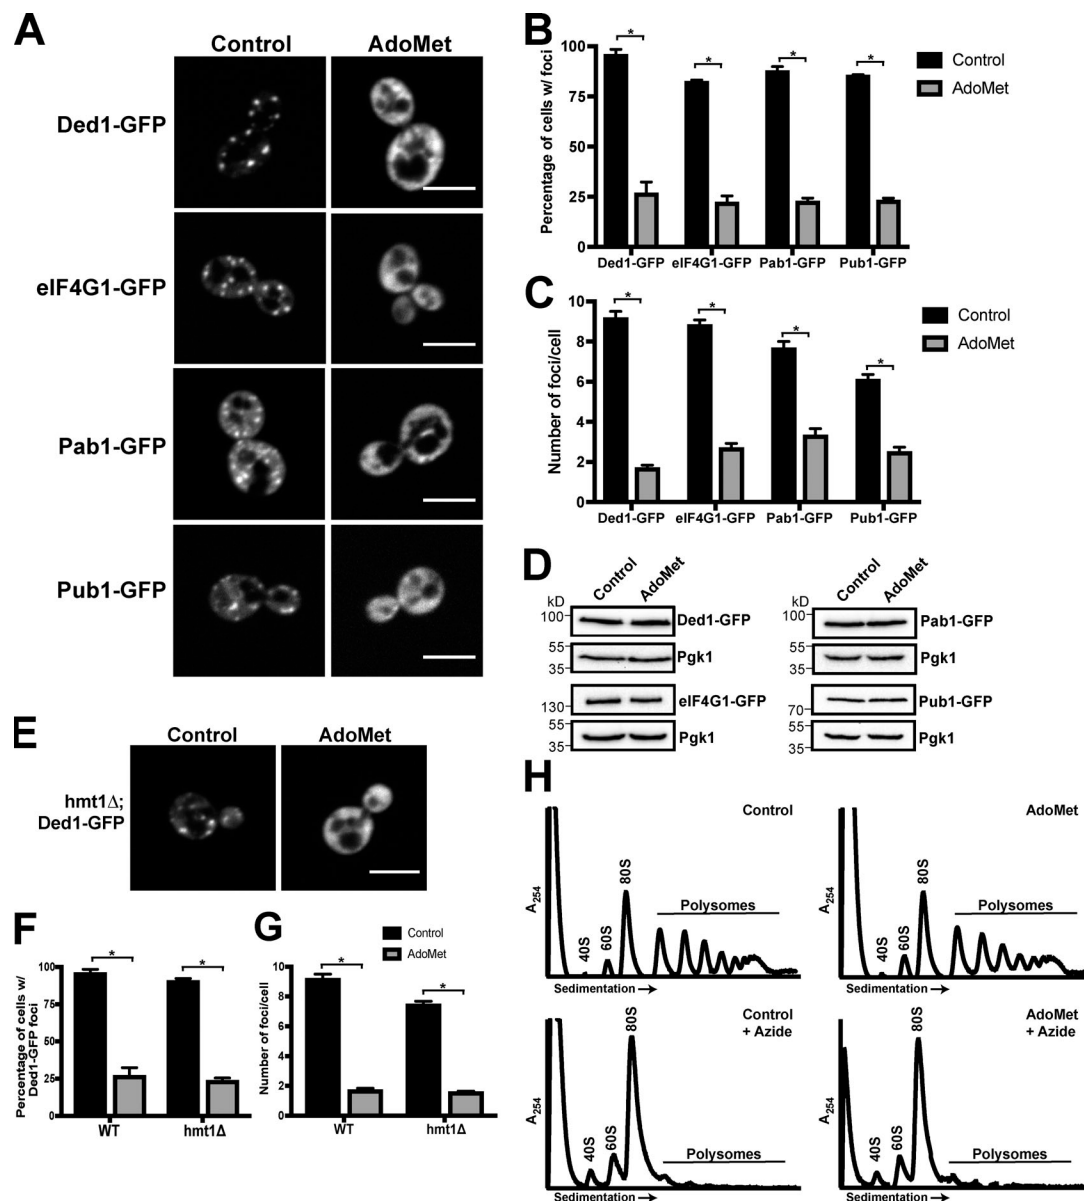 A
Control AdoMet
Ded1-GFP
eIF4G1-GFP
Pab1-GFP
Pub1-GFP
B
Percentage of cells w/ foci
100
75
50
25
0
* * * *
Control
AdoMet
Ded1-GFP eIF4G1-GFP Pab1-GFP Pub1-GFP
C
Number of foci/cell
10
8
6
4
2
0
* * * *
Control
AdoMet
Ded1-GFP eIF4G1-GFP Pab1-GFP Pub1-GFP
D
Control AdoMet
kD
100 Ded1-GFP
55
35 Pgk1
130 eIF4G1-GFP
55
35 Pgk1
Control AdoMet
kD
100 Pab1-GFP
55
35 Pgk1
70 Pub1-GFP
55
35 Pgk1
E
Control AdoMet
hmt1Δ;
Ded1-GFP
F
Percentage of cells w/
Ded1-GFP foci
100
75
50
25
0
* *
WT hmt1Δ
G
Number of foci/cell
10
8
6
4
2
0
* *
Control
AdoMet
WT hmt1Δ
H
Control
A254
40S
60S
80S
Polysomes
Sedimentation →
AdoMet
A254
40S
60S
80S
Polysomes
Sedimentation →
Control
+ Azide
A254
40S
60S
80S
Polysomes
Sedimentation →
AdoMet
+ Azide
A254
40S
60S
80S
Polysomes
Sedimentation →